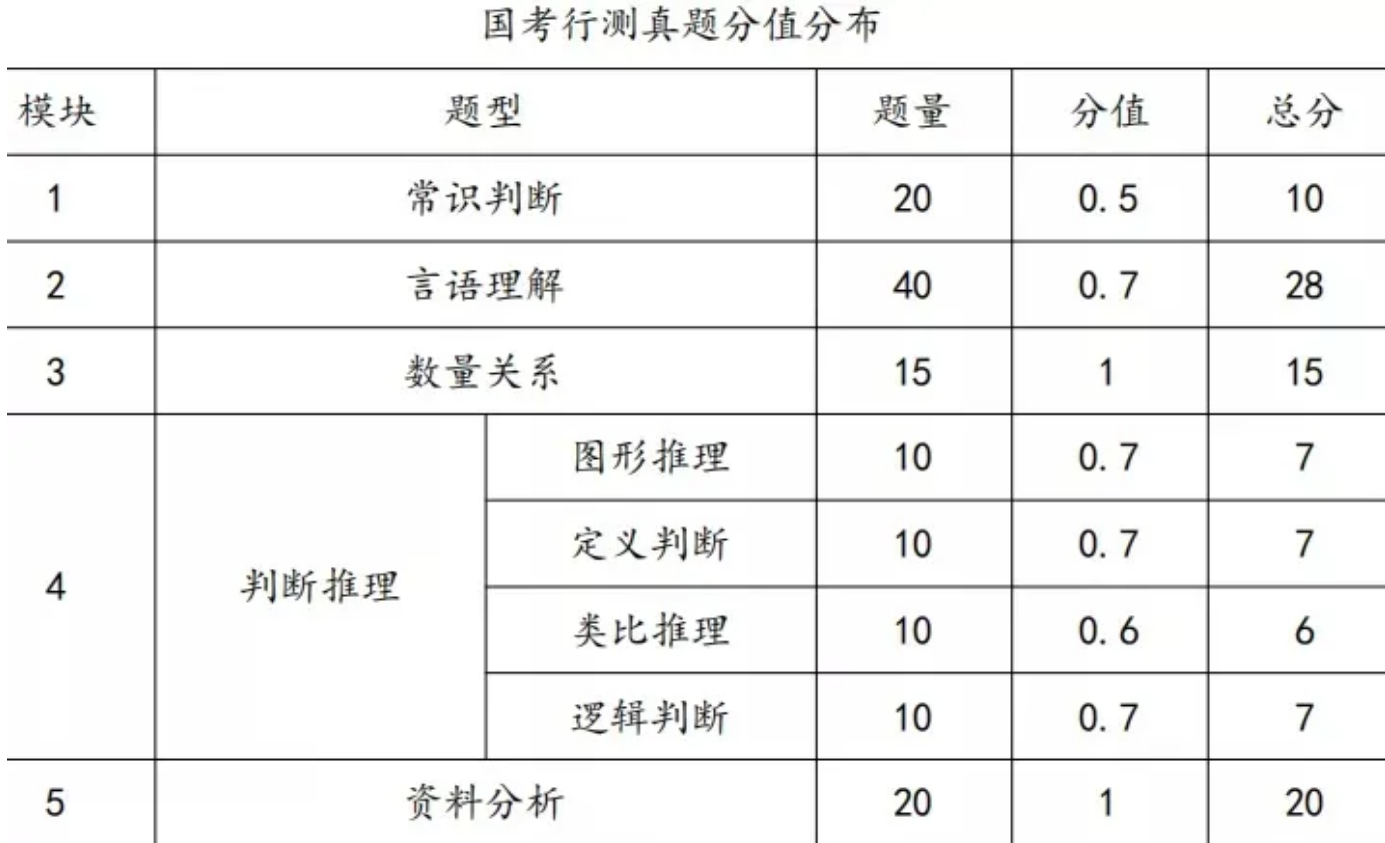 国考行测真题分值分布
模块 题型 题量 分值 总分
1 常识判断 20 0.5 10
2 言语理解 40 0.7 28
3 数量关系 15 1 15
4 判断推理 图形推理 10 0.7 7
定义判断 10 0.7 7
类比推理 10 0.6 6
逻辑判断 10 0.7 7
5 资料分析 20 1 20